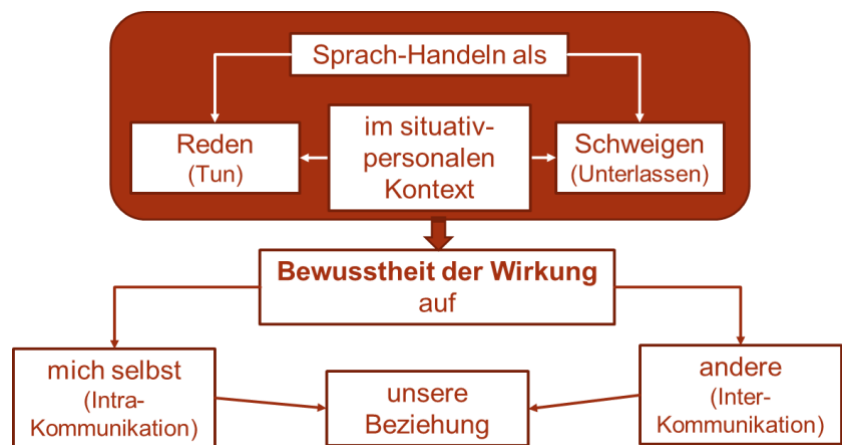 Sprach-Handeln als
Reden
(Tun)
im situativ-
personalen
Kontext
Schweigen
(Unterlassen)
Bewusstheit der Wirkung
auf
mich selbst
(Intra-
Kommunikation)
unsere
Beziehung
andere
(Inter-
Kommunikation)